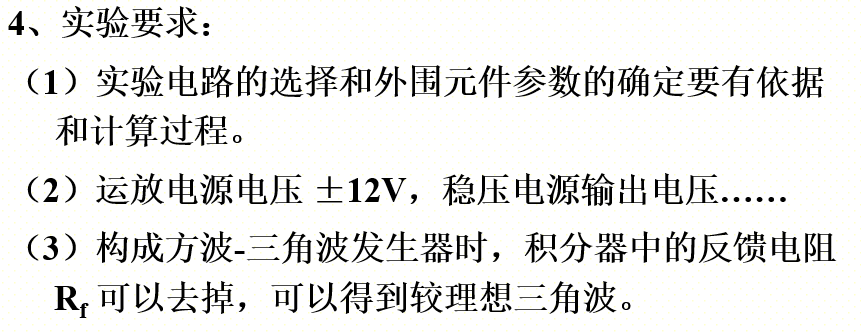 4、实验要求：
（1）实验电路的选择和外围元件参数的确定要有依据
和计算过程。
（2）运放电源电压 ±12V，稳压电源输出电压……
（3）构成方波-三角波发生器时，积分器中的反馈电阻
Rf 可以去掉，可以得到较理想三角波。